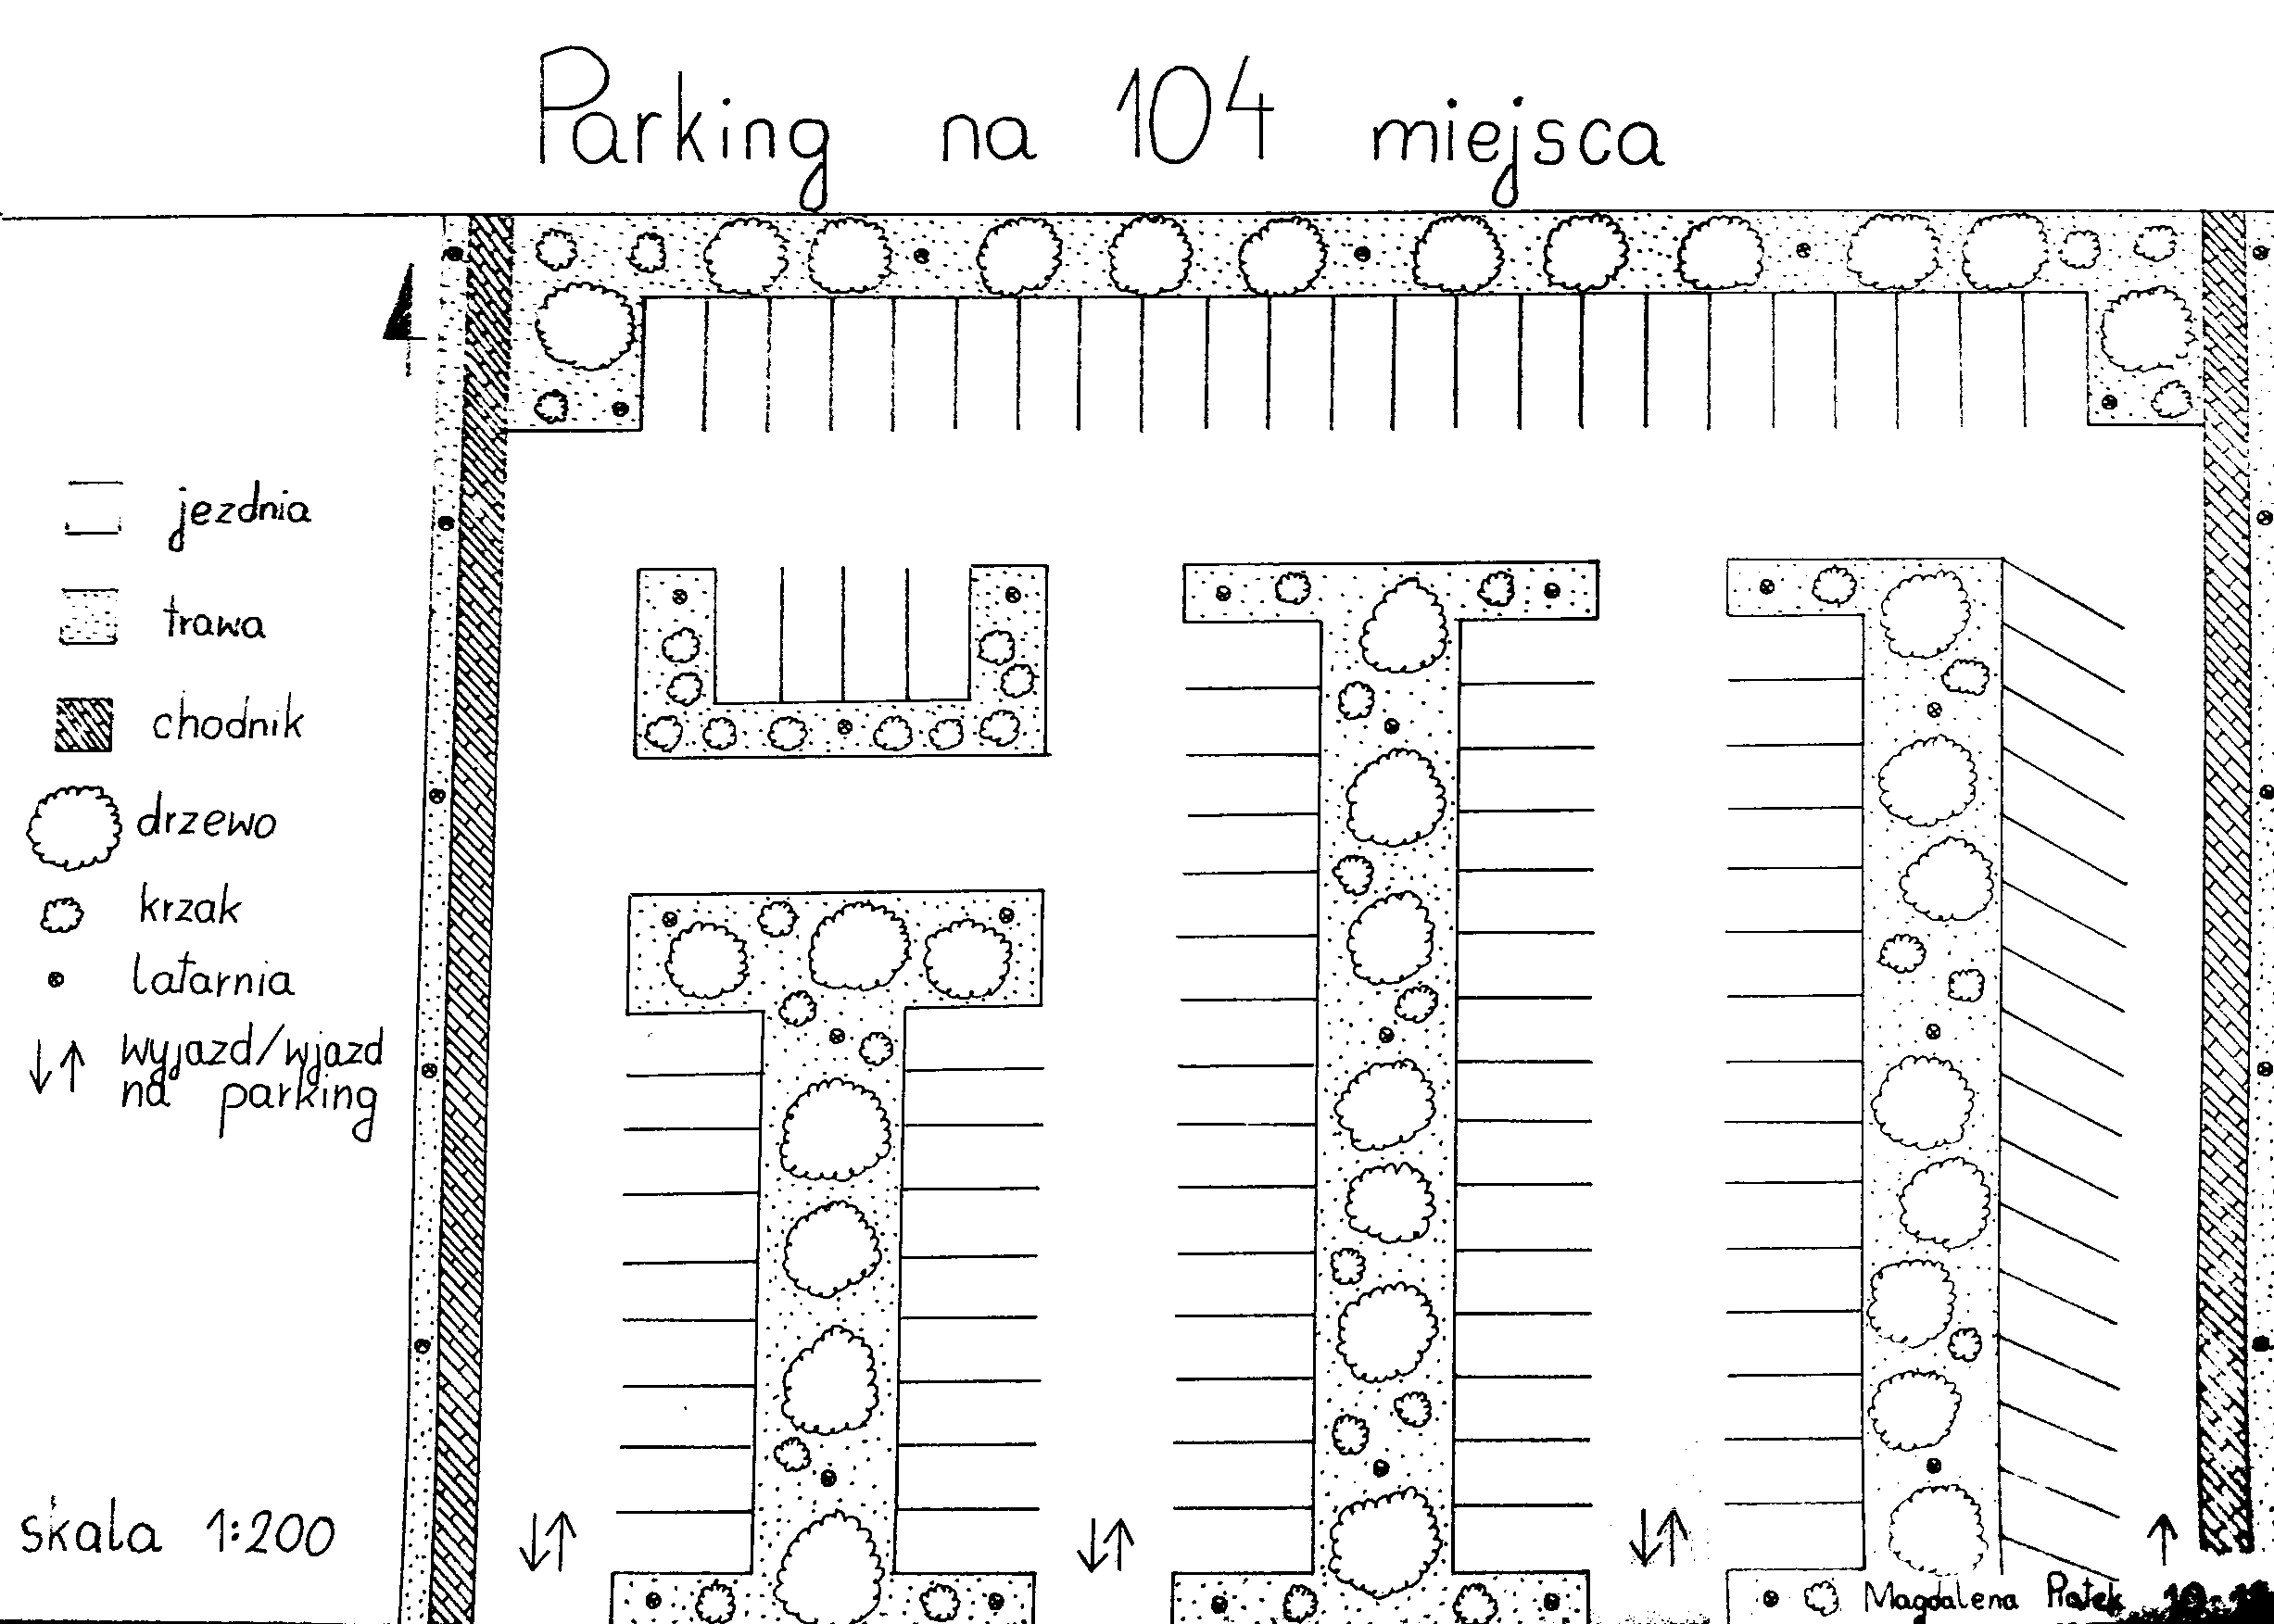 Parking na 104 miejsca
jezdnia
trawa
chodnik
drzewo
krzak
latarnia
wyjazd/wjazd
na parking
skala 1:200
Magdalena Piątek